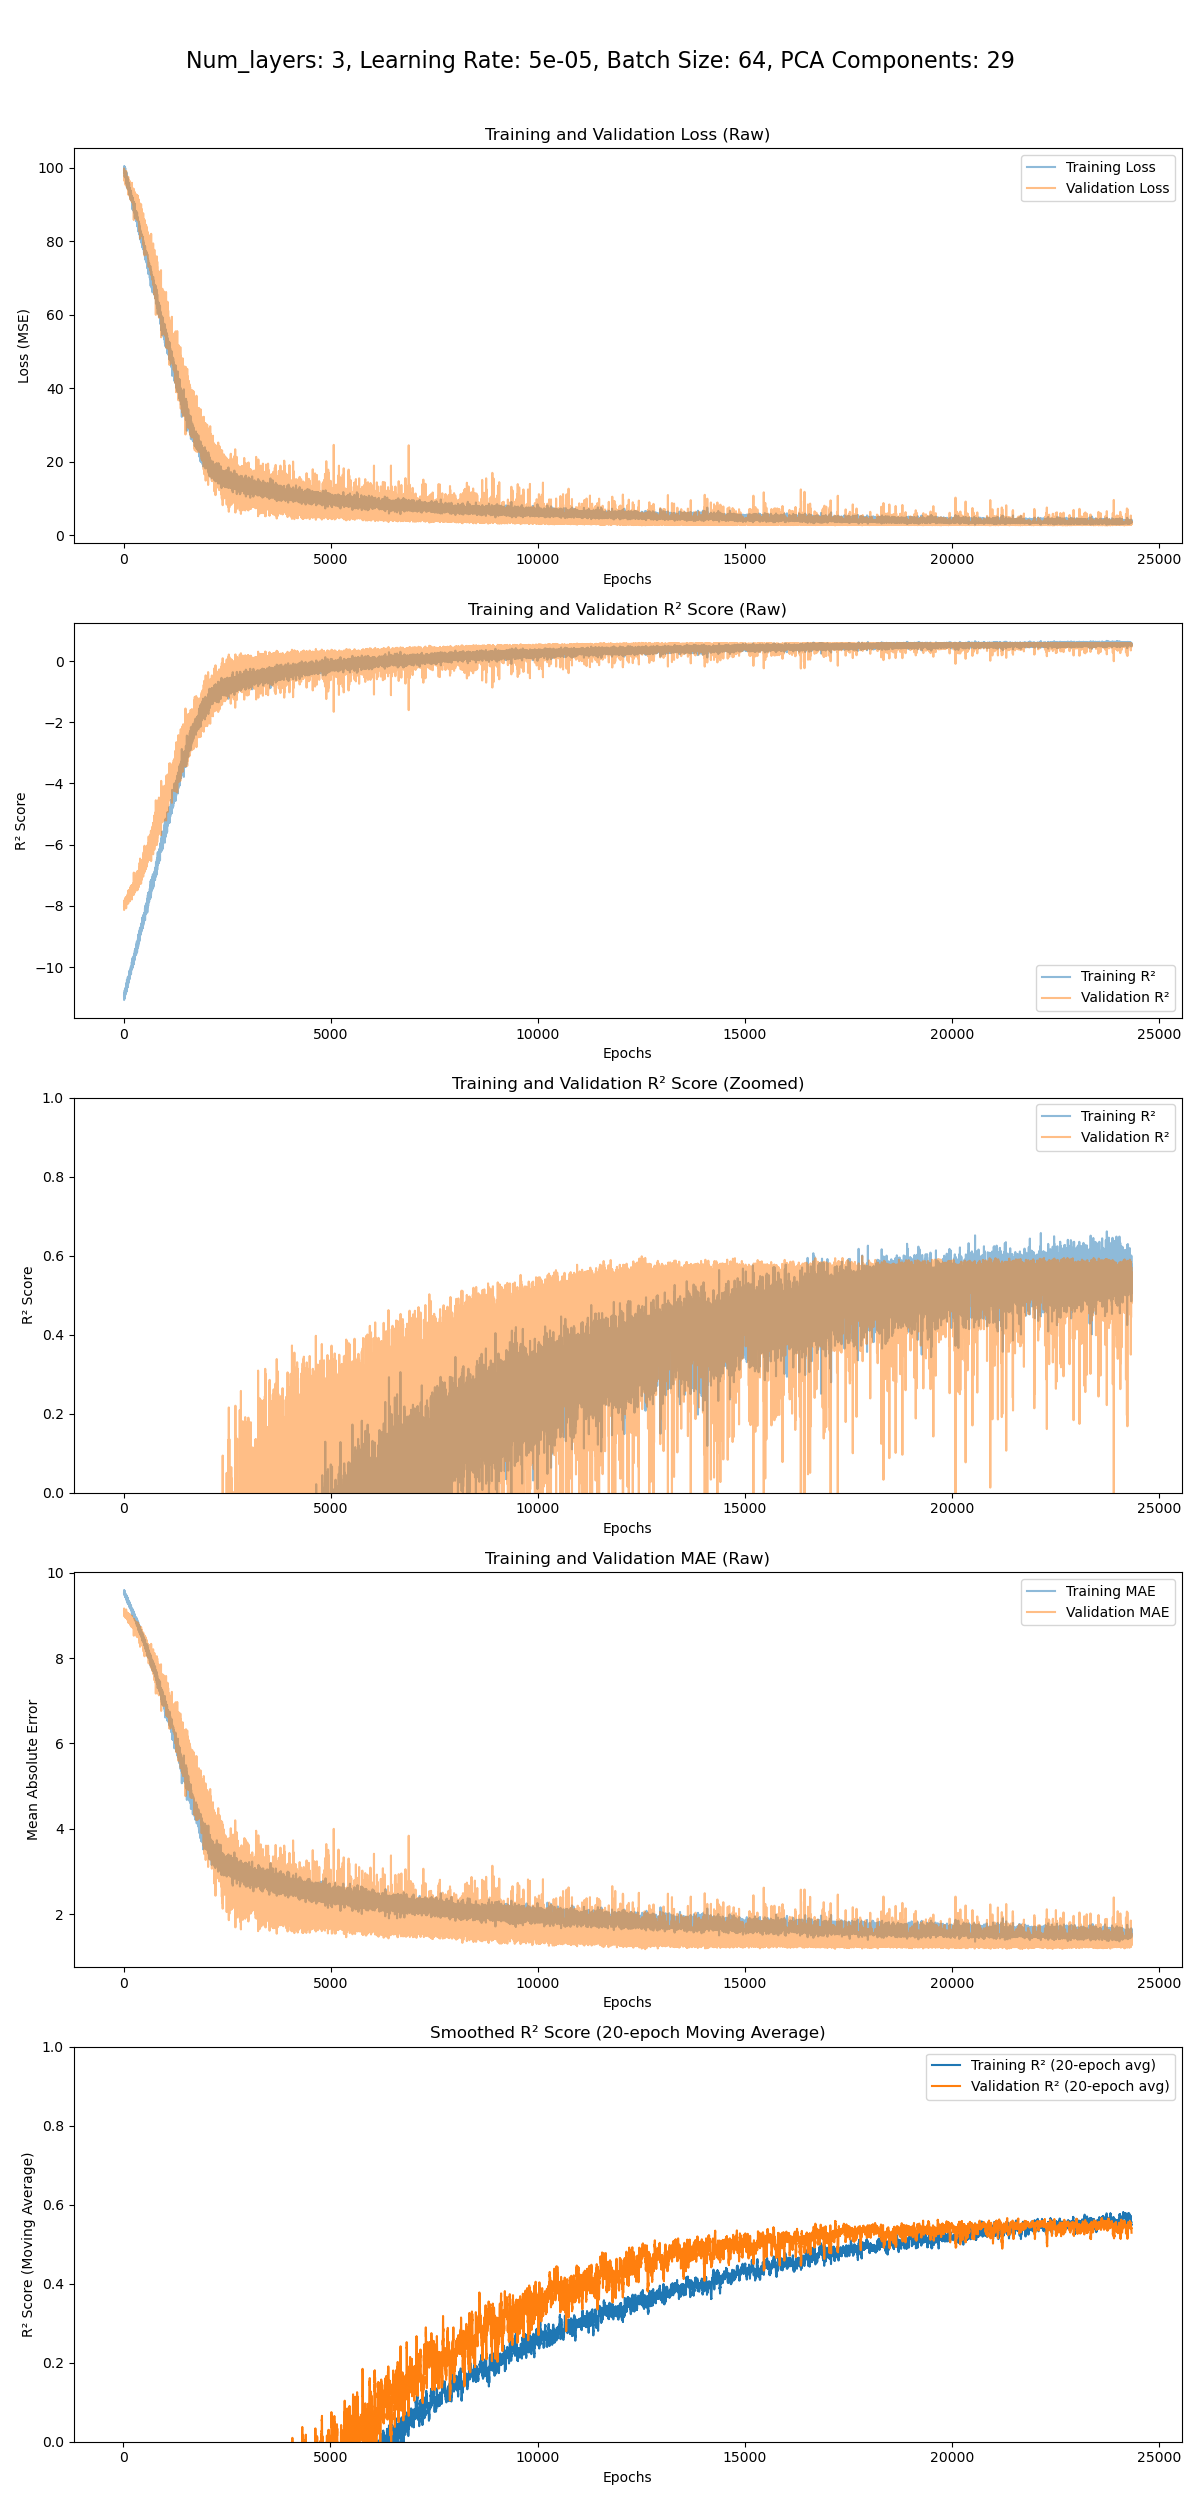 Num_layers: 3, Learning Rate: 5e-05, Batch Size: 64, PCA Components: 29
Training and Validation Loss (Raw)
Training Loss
Validation Loss
100
80
60
40
20
0
Loss (MSE)
0 5000 10000 15000 20000 25000
Epochs
Training and Validation R² Score (Raw)
0
−2
−4
−6
−8
−10
R² Score
Training R²
Validation R²
0 5000 10000 15000 20000 25000
Epochs
Training and Validation R² Score (Zoomed)
Training R²
Validation R²
1.0
0.8
0.6
0.4
0.2
0.0
R² Score
0 5000 10000 15000 20000 25000
Epochs
Training and Validation MAE (Raw)
Training MAE
Validation MAE
10
8
6
4
2
Mean Absolute Error
0 5000 10000 15000 20000 25000
Epochs
Smoothed R² Score (20-epoch Moving Average)
Training R² (20-epoch avg)
Validation R² (20-epoch avg)
1.0
0.8
0.6
0.4
0.2
0.0
R² Score (Moving Average)
0 5000 10000 15000 20000 25000
Epochs